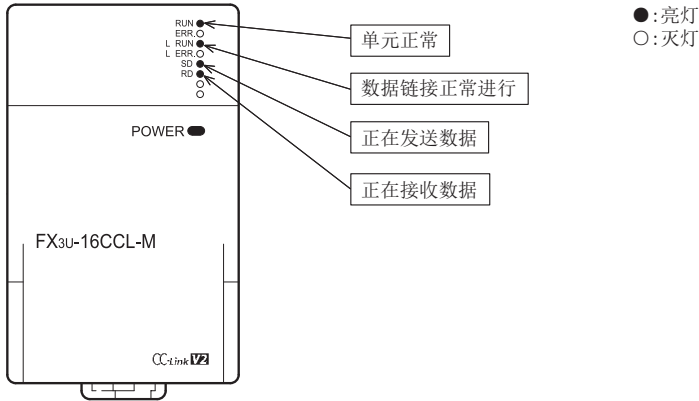 RUN
ERR.
L RUN
L ERR.
SD
RD
POWER
FX3U-16CCL-M
CC-Link V2
单元正常
数据链接正常进行
正在发送数据
正在接收数据
●:亮灯
○:灭灯